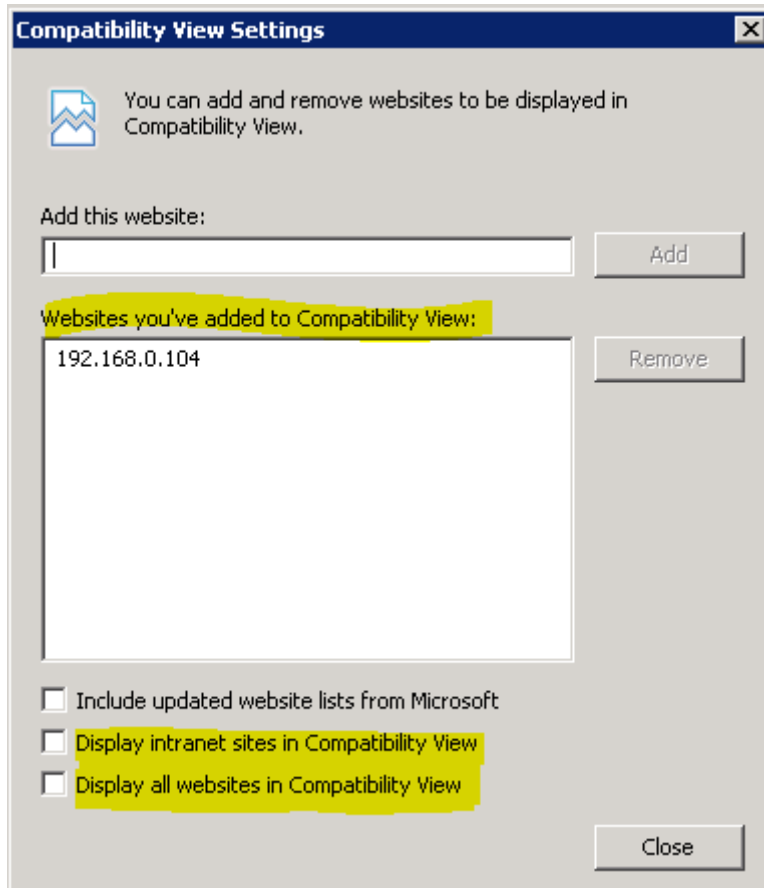 Compatibility View Settings
You can add and remove websites to be displayed in
Compatibility View.
Add this website:
Add
Websites you've added to Compatibility View:
192.168.0.104
Remove
Include updated website lists from Microsoft
Display intranet sites in Compatibility View
Display all websites in Compatibility View
Close